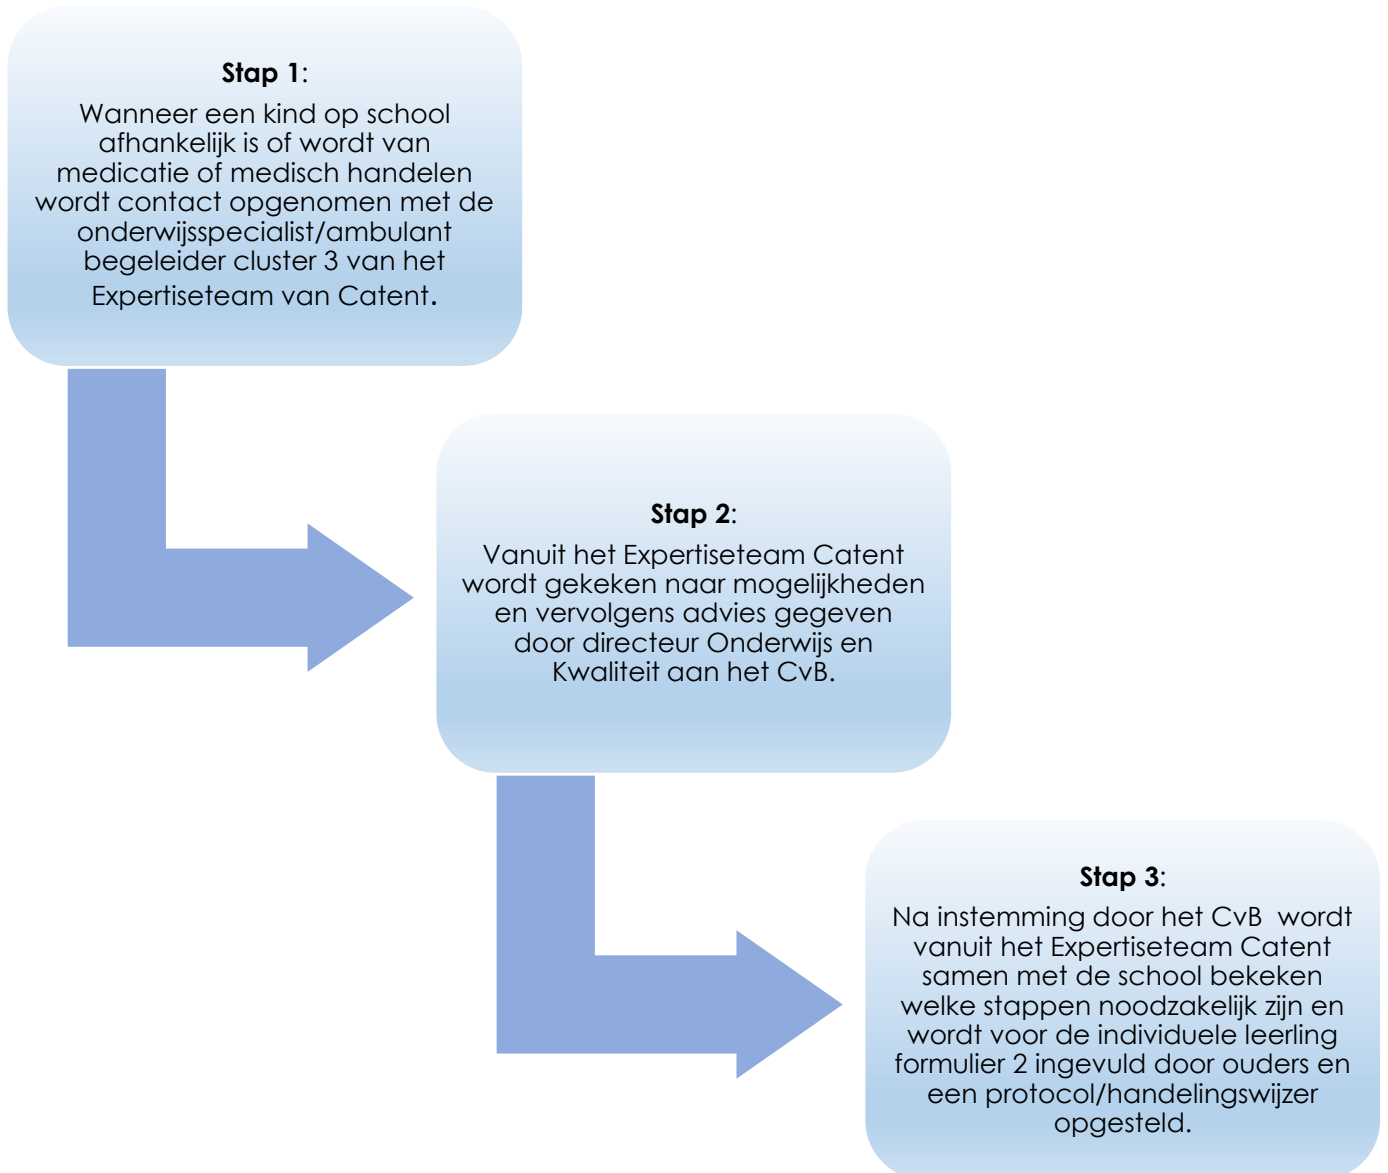 Stap 1:
Wanneer een kind op school
afhankelijk is of wordt van
medicatie of medisch handelen
wordt contact opgenomen met de
onderwijsspecialist/ambulant
begeleider cluster 3 van het
Expertiseteam van Catent.
Stap 2:
Vanuit het Expertiseteam Catent
wordt gekeken naar mogelijkheden
en vervolgens advies gegeven
door directeur Onderwijs en
Kwaliteit aan het CvB.
Stap 3:
Na instemming door het CvB  wordt
vanuit het Expertiseteam Catent
samen met de school bekeken
welke stappen noodzakelijk zijn en
wordt voor de individuele leerling
formulier 2 ingevuld door ouders en
een protocol/handelingswijzer
opgesteld.